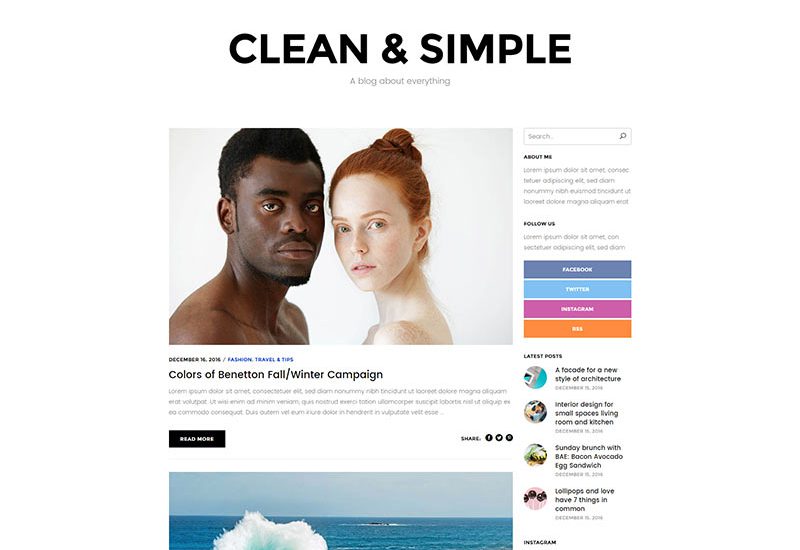 CLEAN & SIMPLE
A blog about everything
DECEMBER 16, 2016 / FASHION, TRAVEL & TIPS
Colors of Benetton Fall/Winter Campaign
Lorem ipsum dolor sit amet, consectetuer elit, sed diam nonummy nibh euismod tincidunt ut laoreet dolore magna aliquam
erat volutpat. Ut wisi enim ad minim veniam, quis nostrud exerci tation ullamcorper suscipit lobortis nisl ut aliquip ex
ea commodo consequat. Duis autem vel eum iriure dolor in hendrerit in vulputate velit esse ...
READ MORE
SHARE:
Search...
ABOUT ME
Lorem ipsum dolor sit amet, con
tetuer adipiscing elit, sed diam
nonummy nibh euismod tincidunt ut
laoreet dolore magna aliquam erat
FOLLOW US
Lorem ipsum dolor sit amet, con
sectetuer adipiscing elit, sed diam
FACEBOOK
TWITTER
INSTAGRAM
RSS
LATEST POSTS
A facade for a new
style of architecture
DECEMBER 15, 2016
Interior design for
small spaces living
room and kitchen
DECEMBER 15, 2016
Sunday brunch with
BAE: Bacon Avocado
Egg Sandwich
DECEMBER 15, 2016
Lollipops and love
have 7 things in
common
DECEMBER 15, 2016
INSTAGRAM